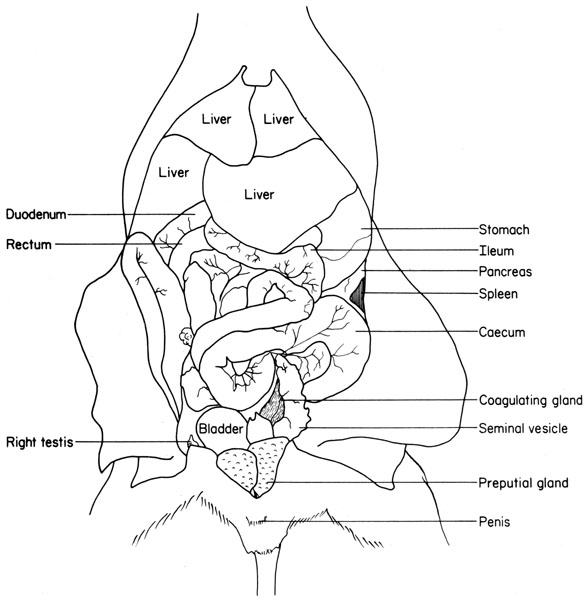 Liver
Liver
Liver
Liver
Duodenum
Rectum
Stomach
Ileum
Pancreas
Spleen
Caecum
Coagulating gland
Bladder
Seminal vesicle
Right testis
Preputial gland
Penis